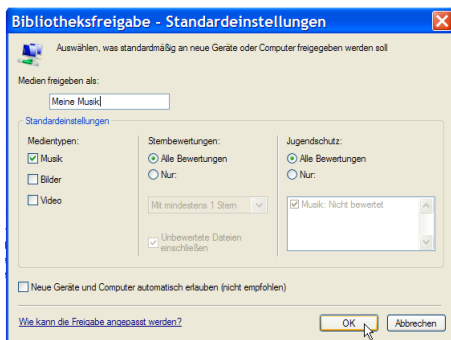 Bibliotheksfreigabe - Standardeinstellungen
Auswählen, was standardmäßig an neue Geräte oder Computer freigegeben werden soll
Medien freigeben als:
Meine Musik
Standardeinstellungen
Medientypen:
Musik
Bilder
Video
Sternbewertungen:
Alle Bewertungen
Nur:
Mit mindestens 1 Stern
Unbewertete Dateien
einschließen
Jugendschutz:
Alle Bewertungen
Nur:
Musik: Nicht bewertet
Neue Geräte und Computer automatisch erlauben (nicht empfohlen)
Wie kann die Freigabe angepasst werden?
OK
Abbrechen